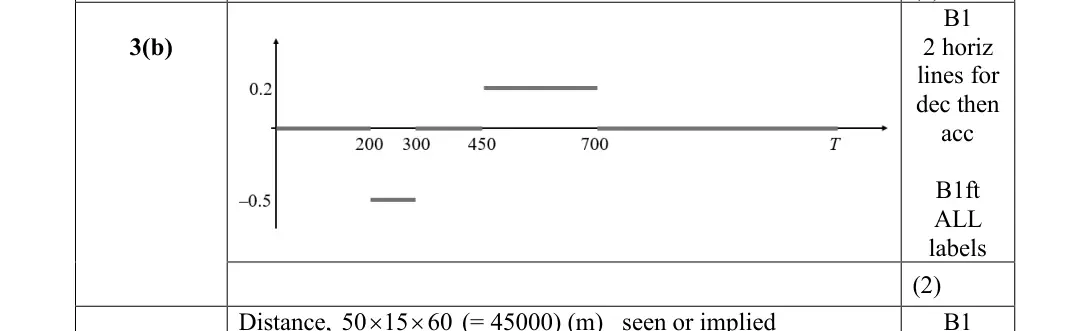 3(b)
0.2
200 300 450 700 T
–0.5
B1
2 horiz
lines for
dec then
acc
B1ft
ALL
labels
(2)
Distance, 50×15×60 (= 45000) (m) seen or implied
B1